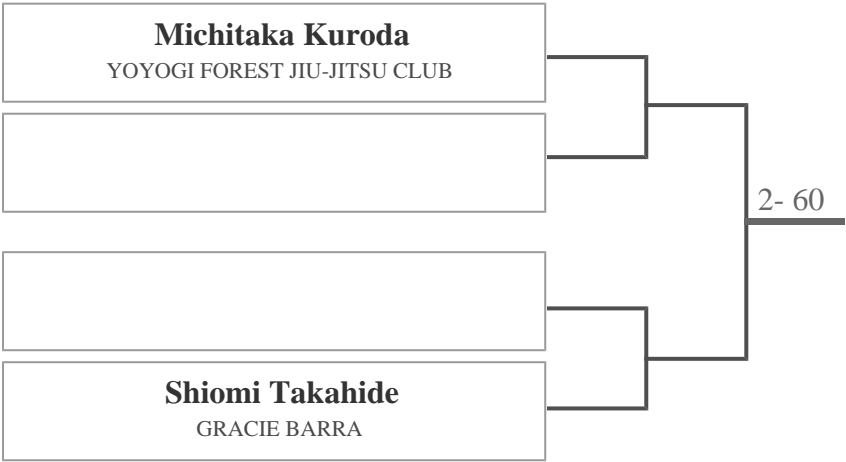 Michitaka Kuroda
YOYOGI FOREST JIU-JITSU CLUB
2- 60
Shiomi Takahide
GRACIE BARRA